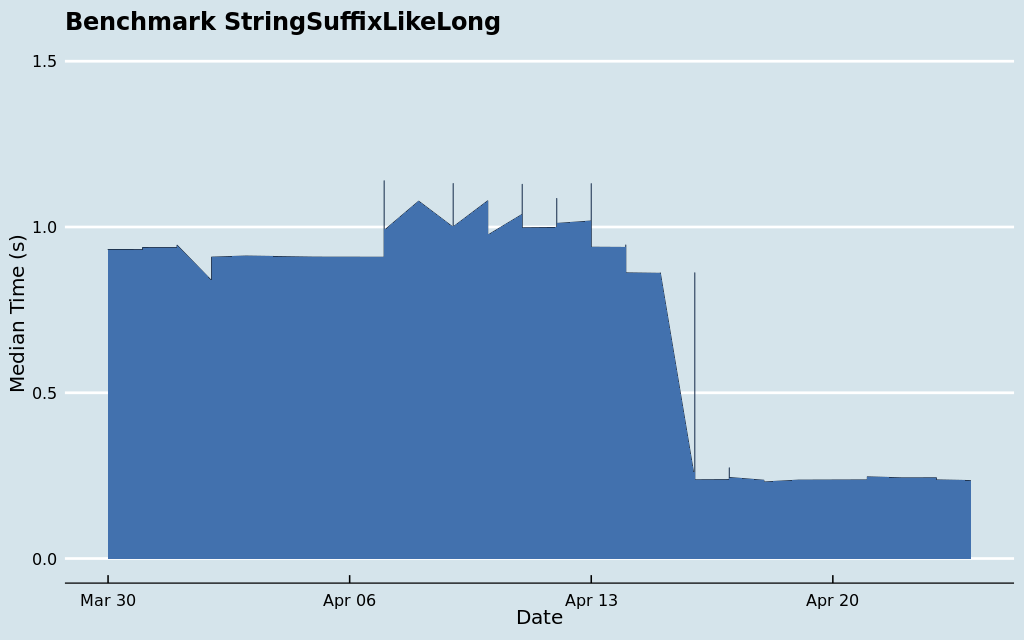 Benchmark StringSuffixLikeLong
1.5
1.0
0.5
0.0
Median Time (s)
Mar 30
Apr 06
Apr 13
Apr 20
Date